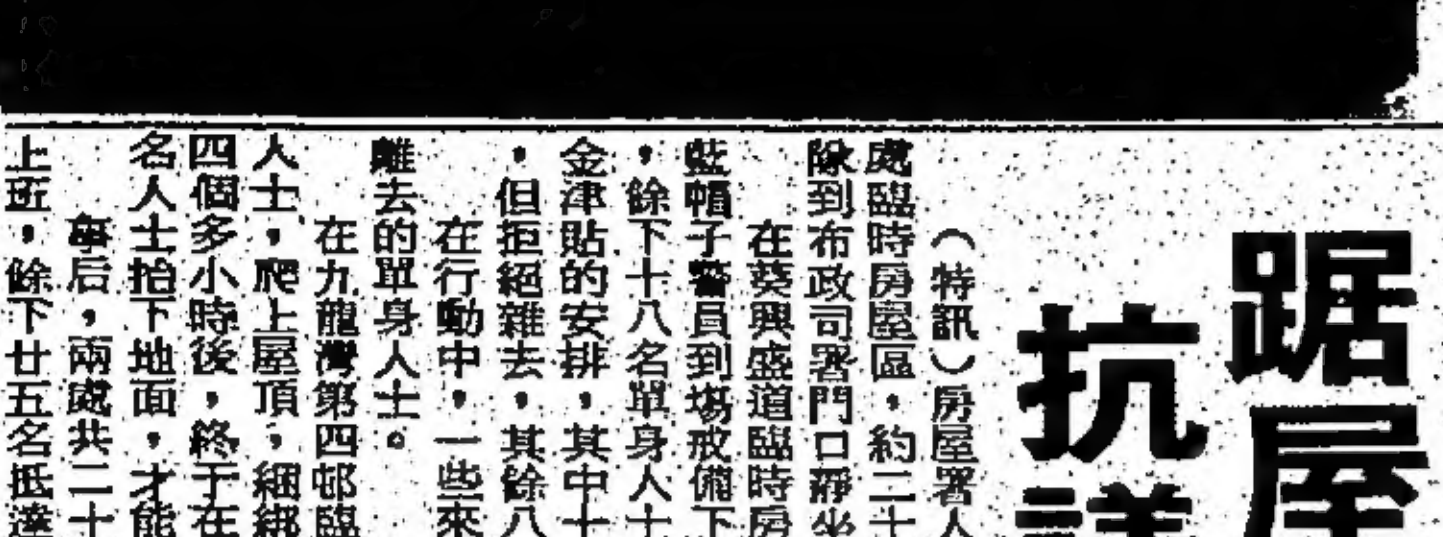 踞屋
抗議
（特訊）房屋署人
處臨時房屋區，約二十
隊到布政司署門口靜坐
在葵興盛道臨時房
藍帽子警員到場戒備下
，餘下十八名單身人士
金津貼的安排，其中十
，但拒絕離去，其餘八
在行動中，一些來
離去的單身人士。
在九龍灣第四邨臨
人士，爬上屋頂，綑綁
四個多小時後，終于在
名人士抬下地面，才能
事后，兩處共二十
上班，餘下廿五名抵達